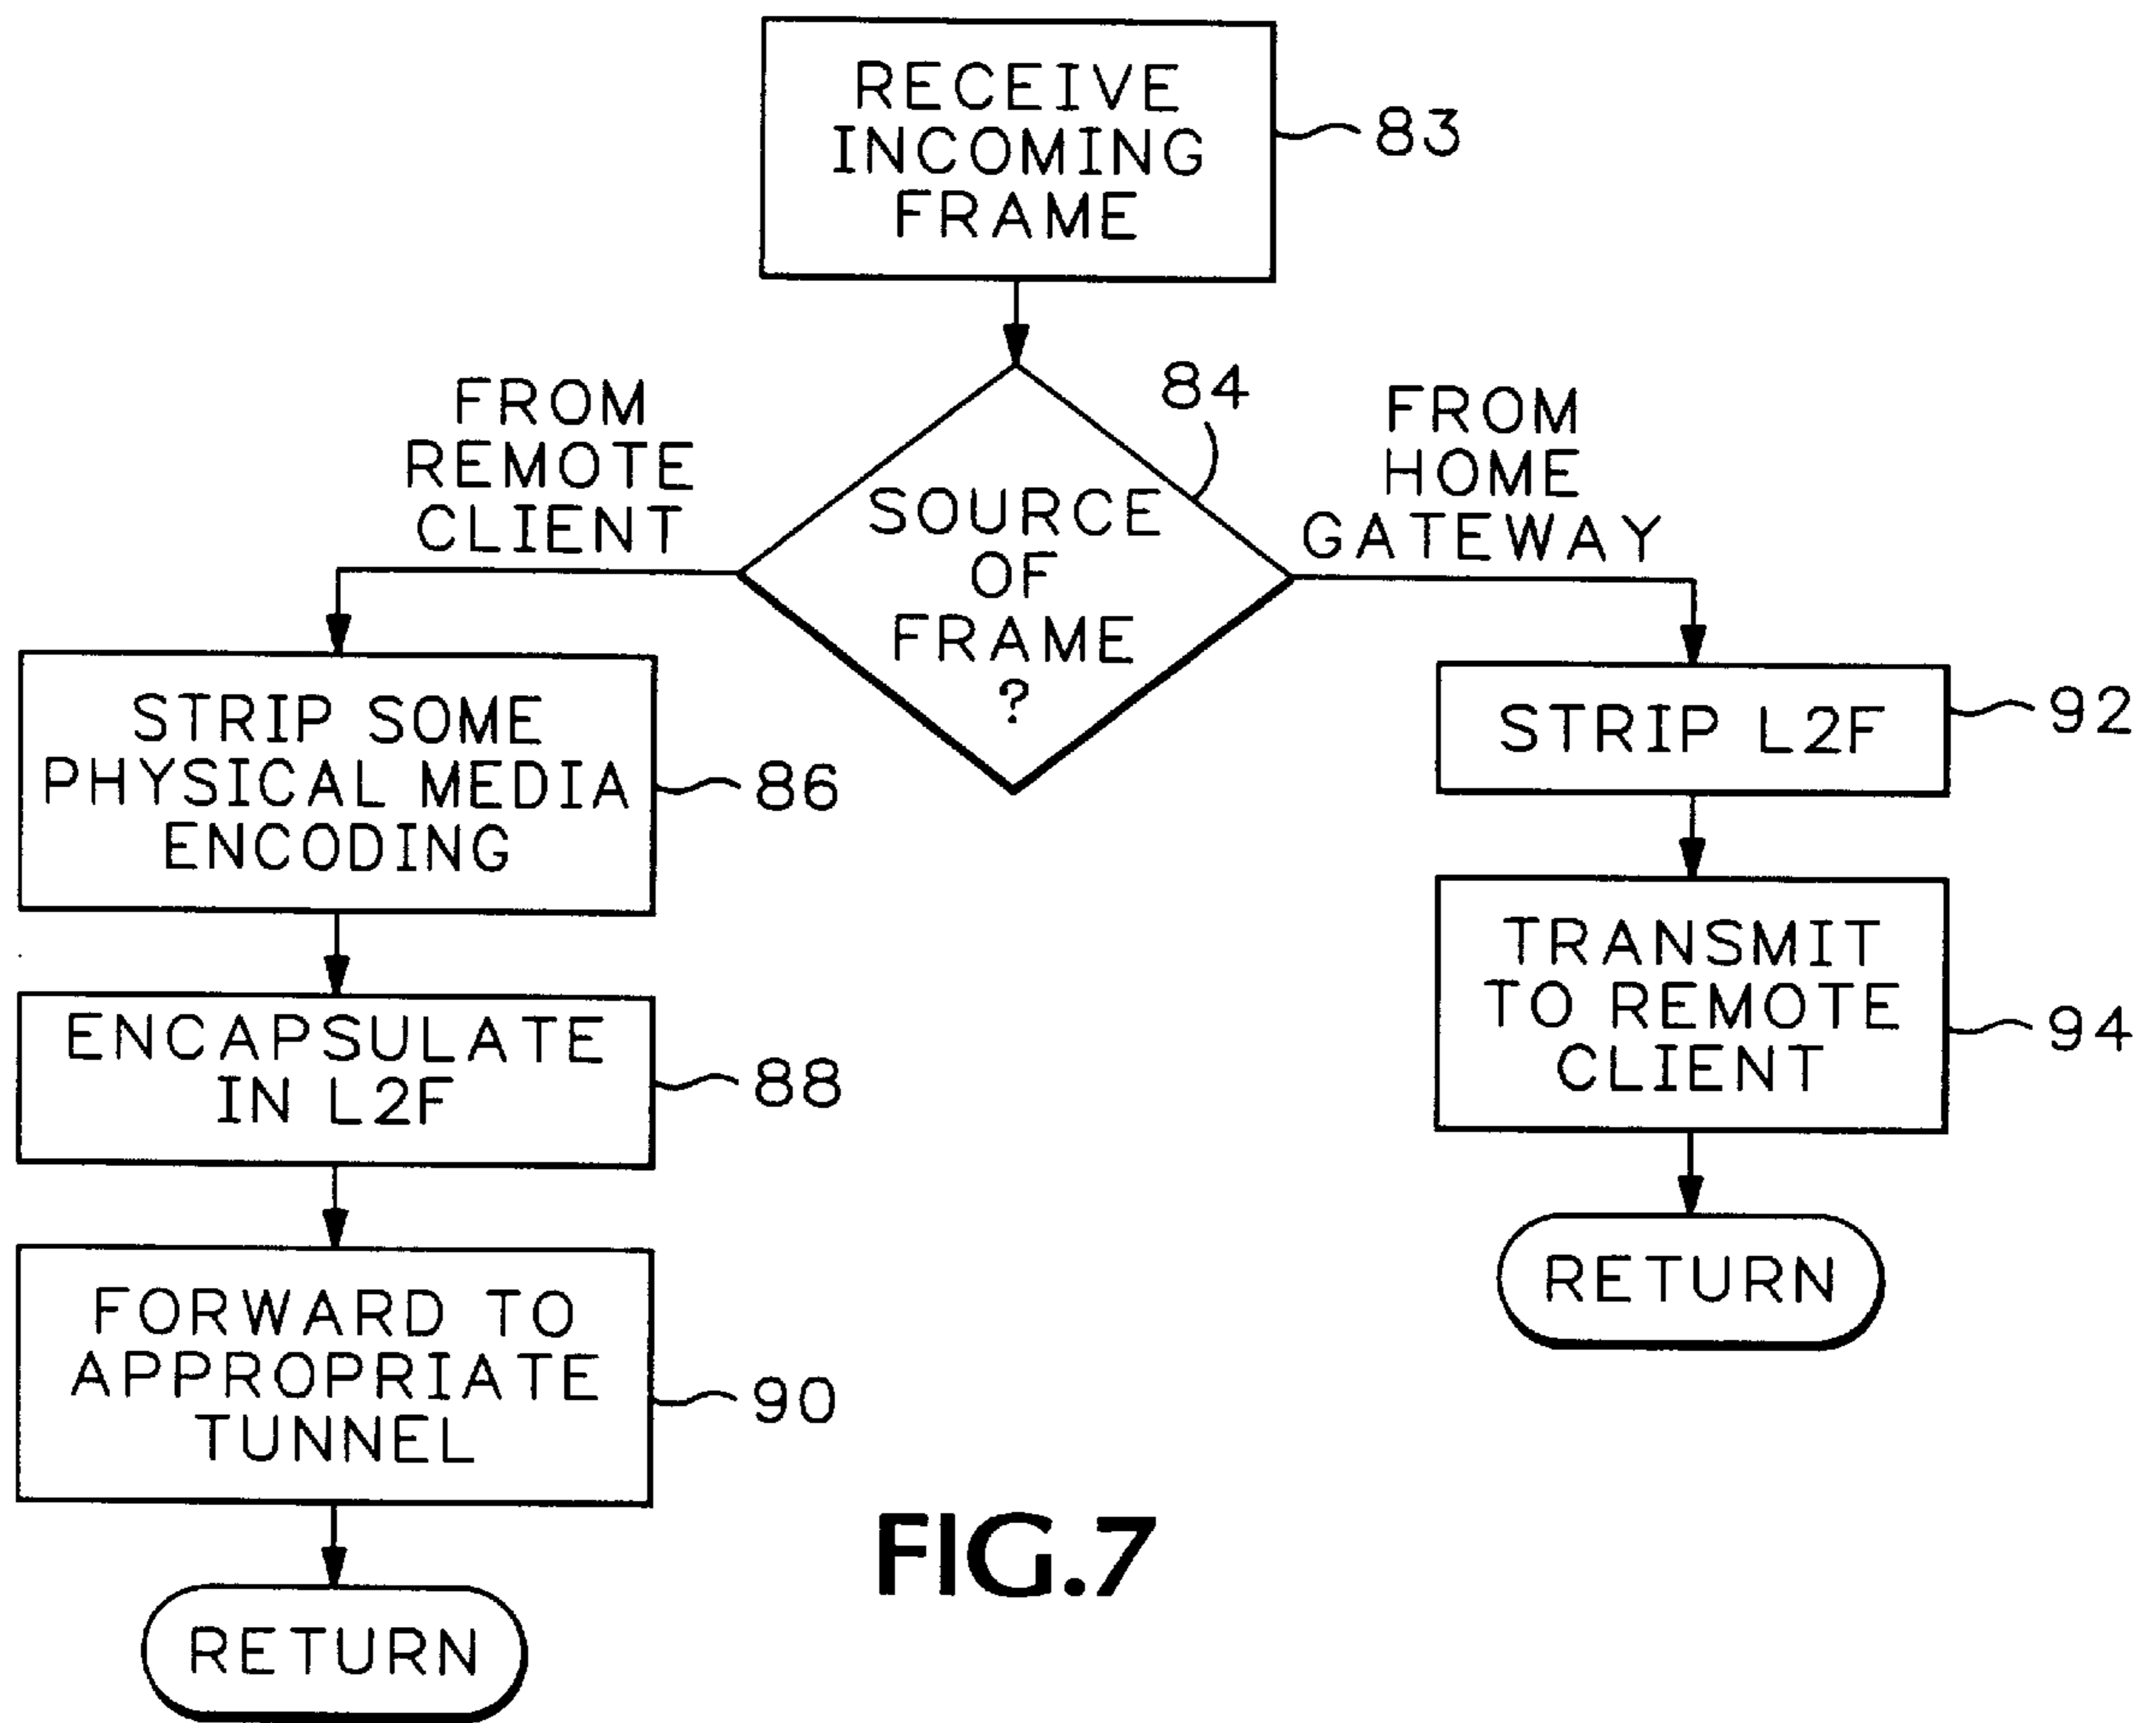 RECEIVE
INCOMING
FRAME
83
84
FROM
REMOTE
CLIENT
SOURCE
OF
FRAME
?
FROM
HOME
GATEWAY
STRIP SOME
PHYSICAL MEDIA
ENCODING
86
ENCAPSULATE
IN L2F
88
FORWARD TO
APPROPRIATE
TUNNEL
90
RETURN
STRIP L2F
92
TRANSMIT
TO REMOTE
CLIENT
94
RETURN
FIG.7